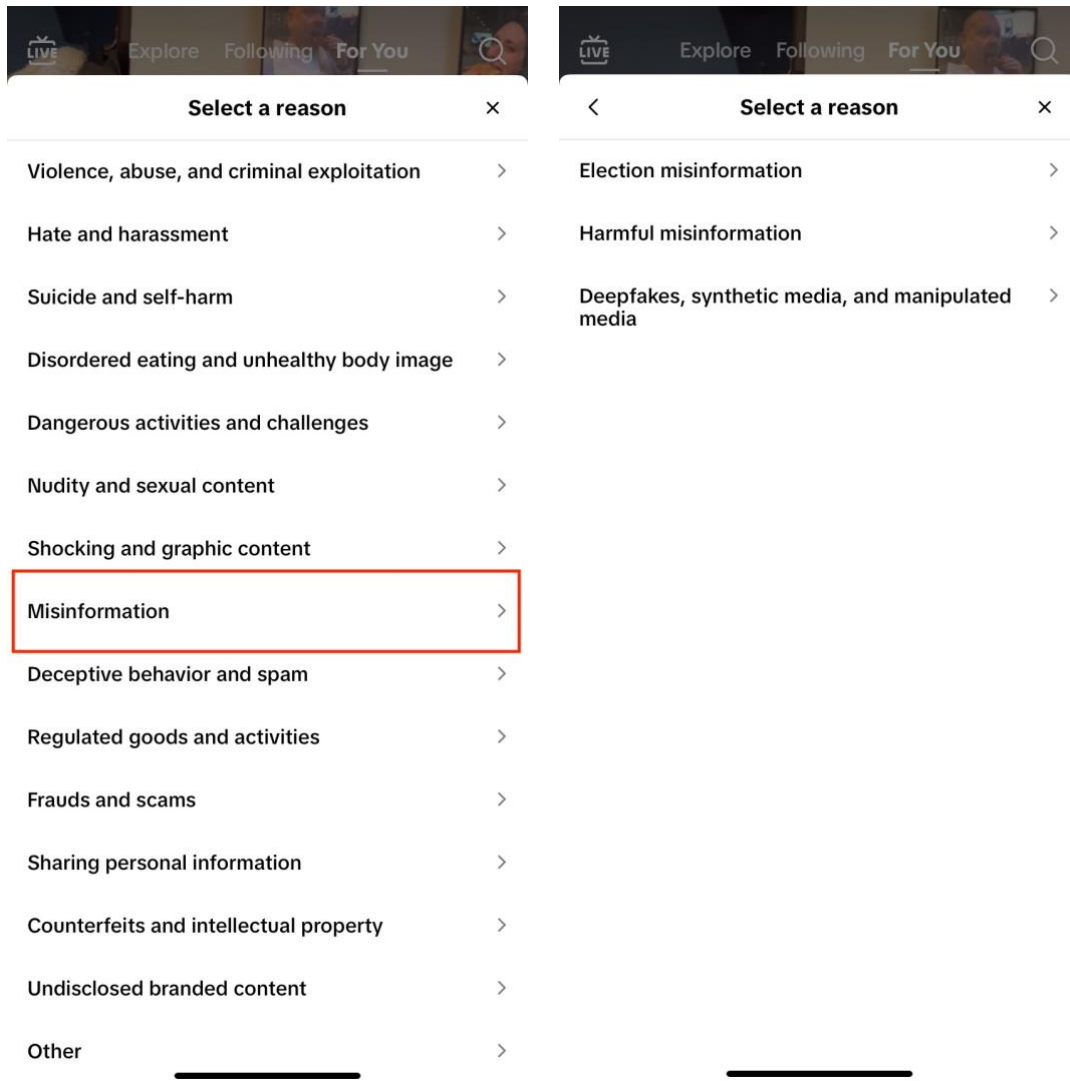 LIVE
Explore
Following
For You
Select a reason
Violence, abuse, and criminal exploitation
Hate and harassment
Suicide and self-harm
Disordered eating and unhealthy body image
Dangerous activities and challenges
Nudity and sexual content
Shocking and graphic content
Misinformation
Deceptive behavior and spam
Regulated goods and activities
Frauds and scams
Sharing personal information
Counterfeits and intellectual property
Undisclosed branded content
Other
LIVE
Explore
Following
For You
Select a reason
Election misinformation
Harmful misinformation
Deepfakes, synthetic media, and manipulated
media